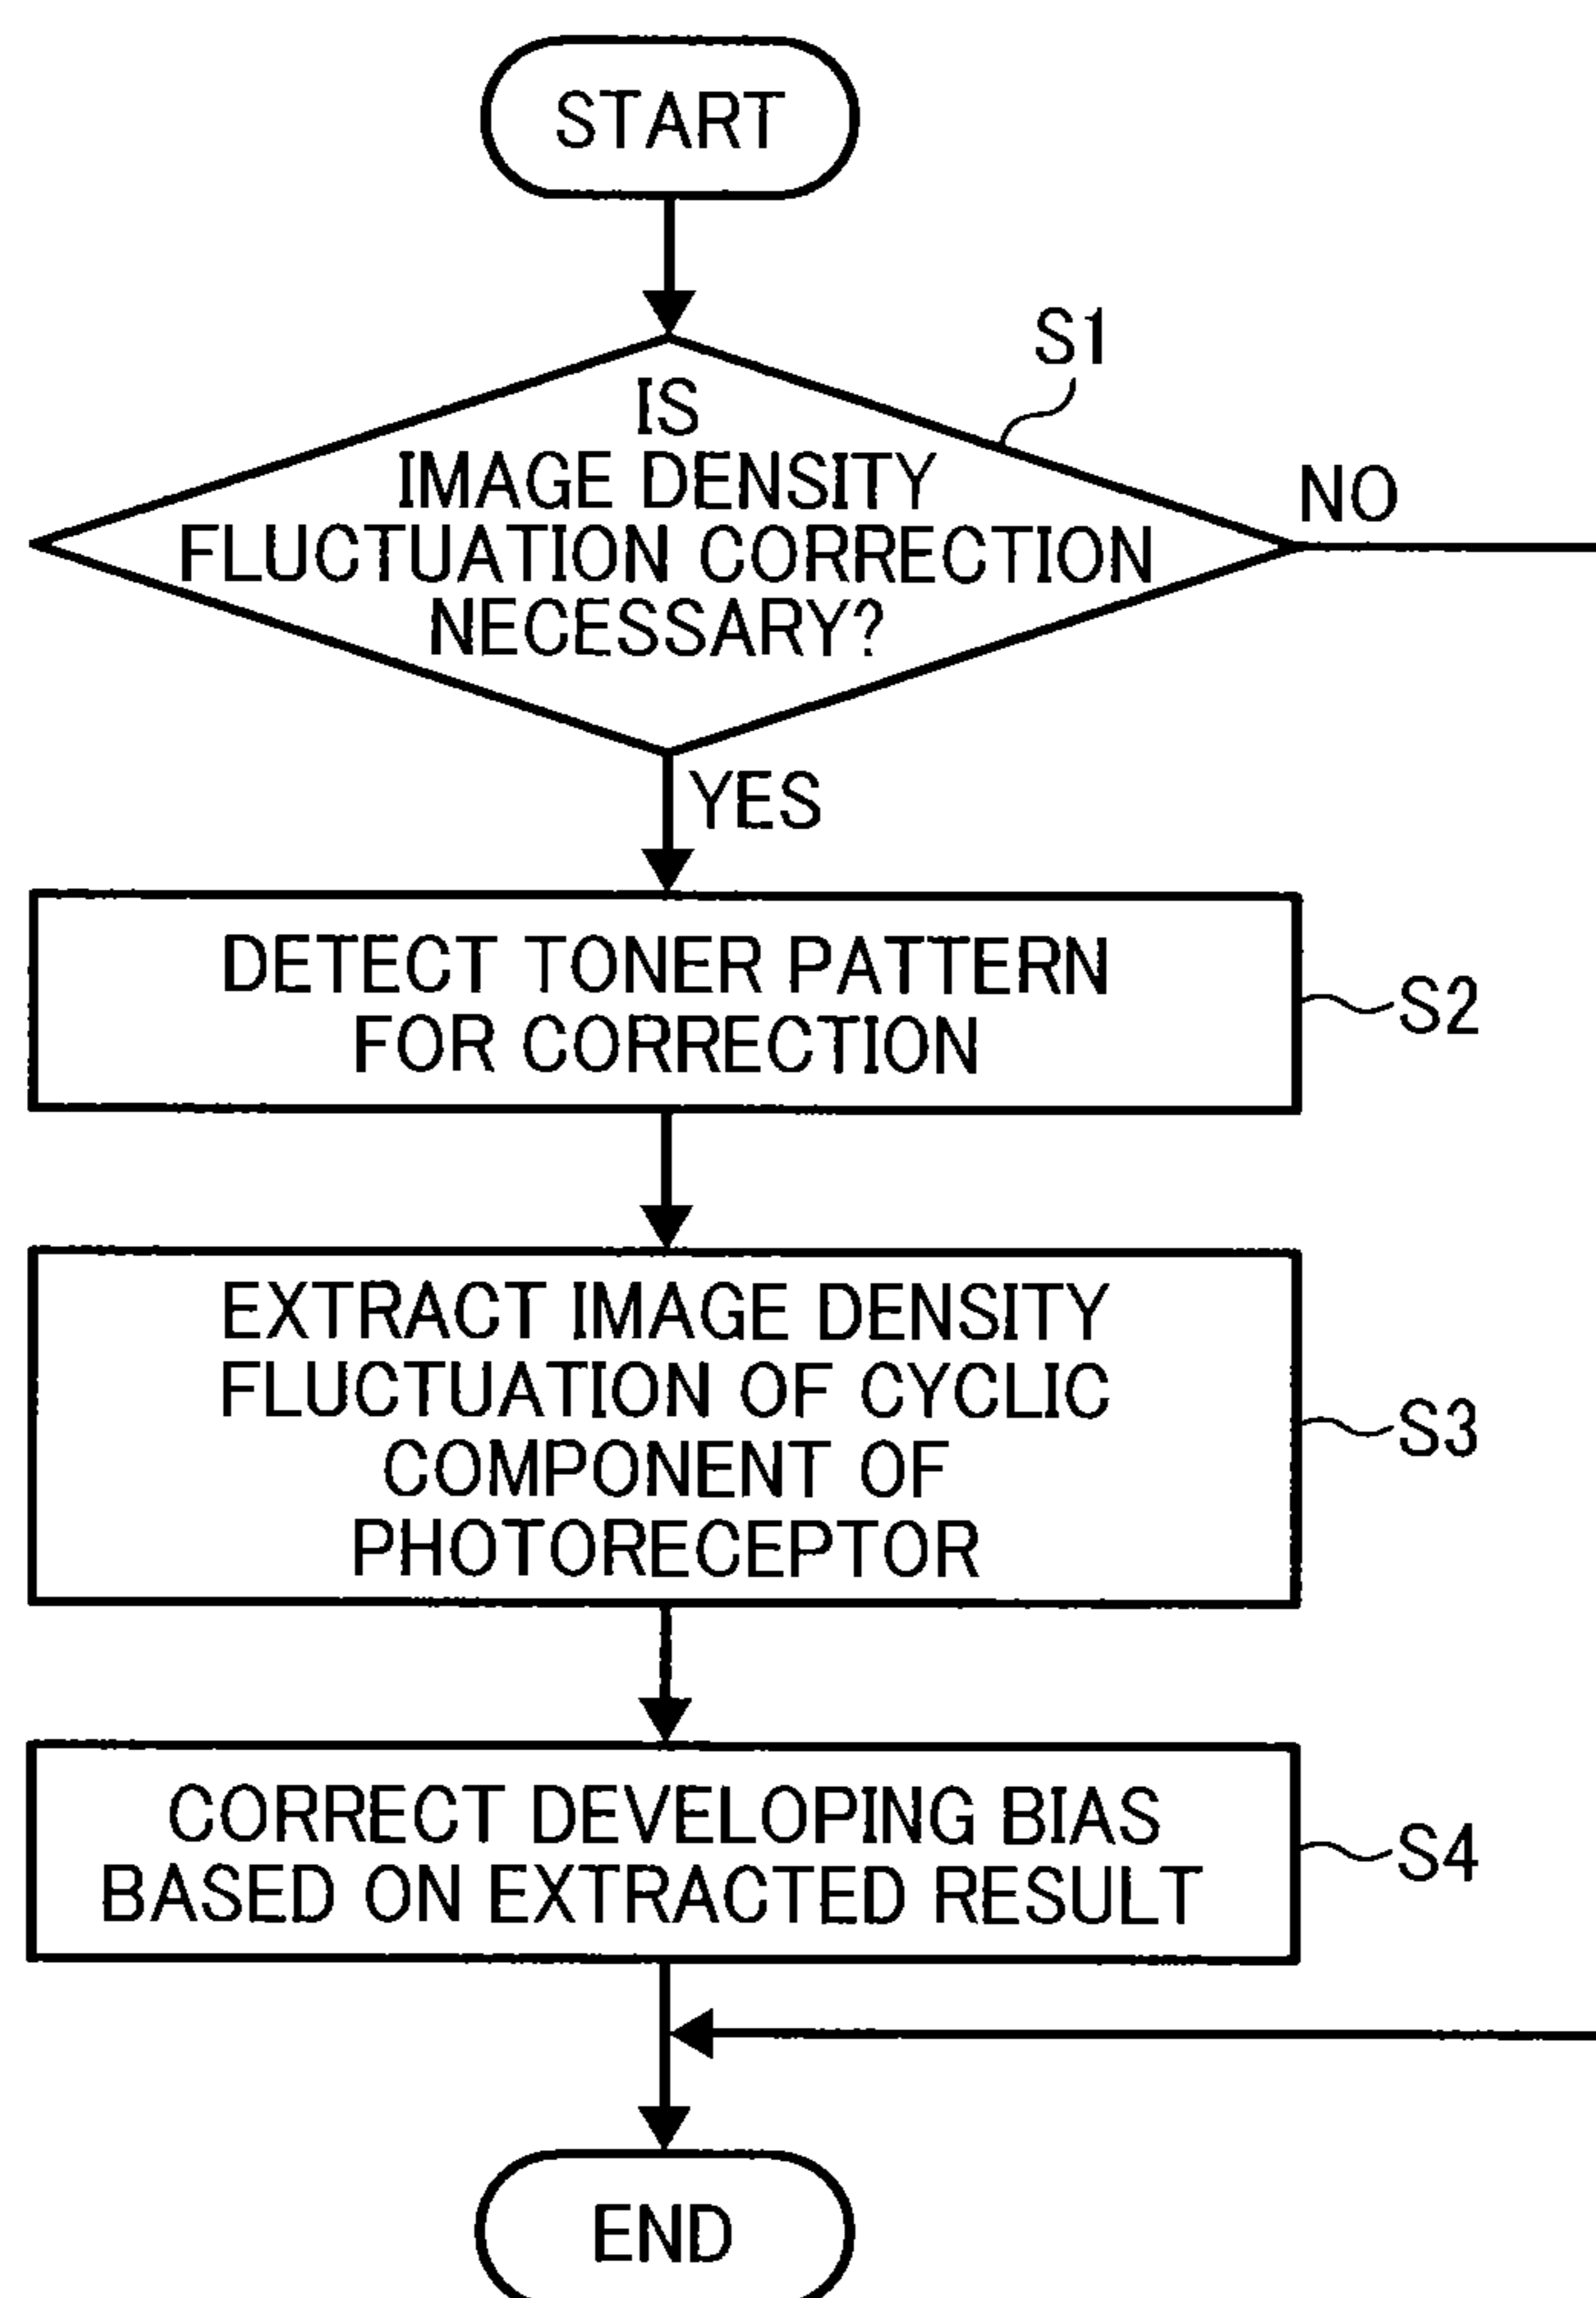 START
S1
IS
IMAGE DENSITY
FLUCTUATION CORRECTION
NECESSARY?
NO
YES
DETECT TONER PATTERN
FOR CORRECTION
S2
EXTRACT IMAGE DENSITY
FLUCTUATION OF CYCLIC
COMPONENT OF
PHOTORECEPTOR
S3
CORRECT DEVELOPING BIAS
BASED ON EXTRACTED RESULT
S4
END